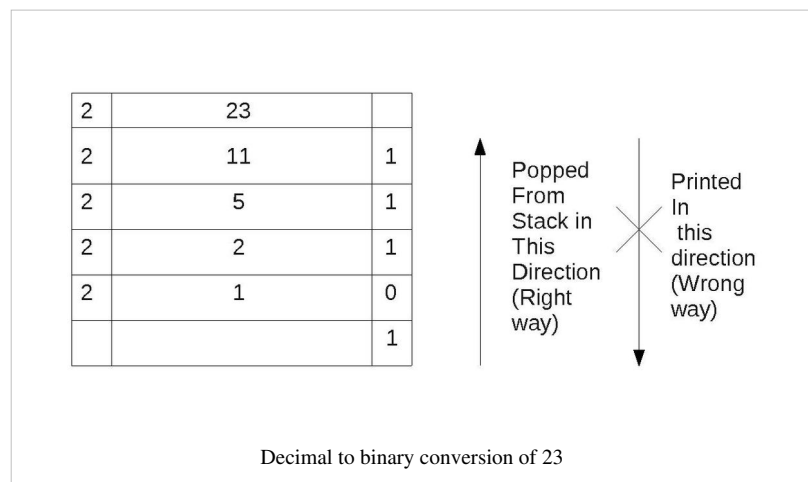 2 23
2 11 1
2 5 1
2 2 1
2 1 0
1
Popped
From
Stack in
This
Direction
(Right
way)
Printed
In
this
direction
(Wrong
way)
Decimal to binary conversion of 23